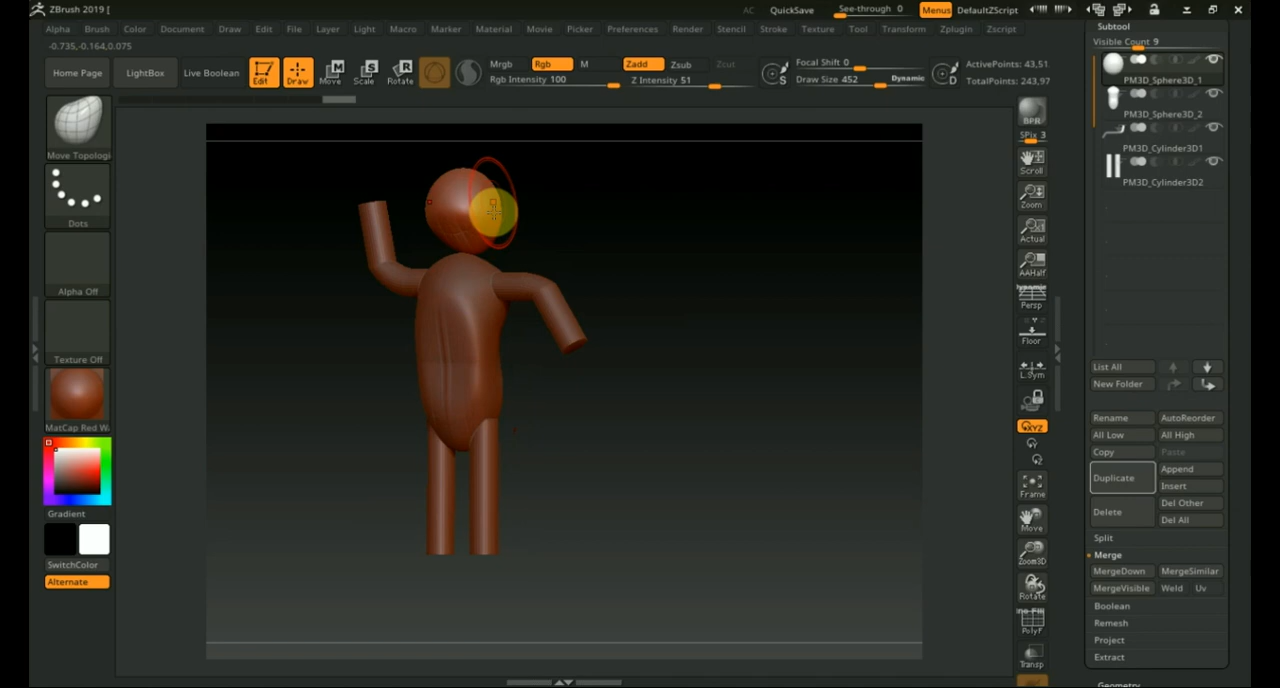 ZBrush 2019 [
AC QuickSave See-through 0 Menus DefaultZScript
Alpha Brush Color Document Draw Edit File Layer Light Macro Marker Material Movie Picker Preferences Render Stencil Stroke Texture Tool Transform Zplugin Zscript
-0.735,-0.164,0.075
Home Page LightBox Live Boolean Edit Draw Move Scale Rotate
Mrgb Rgb M Zadd Zsub Zcut
Rgb Intensity 100 Z Intensity 51
S Focal Shift 0
Draw Size 452 Dynamic
D ActivePoints: 43,51
TotalPoints: 243,97
Move Topologi
Dots
Alpha Off
Texture Off
MatCap Red W
Gradient
SwitchColor
Alternate
BPR
SPix 3
Scroll
Zoom
Actual
AAHalf
Persp
Floor
L.Sym
XYZ
Frame
Move
Zoom3D
Rotate
PolyF
Transp
Subtool
Visible Count 9
PM3D_Sphere3D_1
PM3D_Sphere3D_2
PM3D_Cylinder3D1
PM3D_Cylinder3D2
List All
New Folder
Rename AutoReorder
All Low All High
Copy Paste
Duplicate Append
Insert
Delete Del Other
Del All
Split
Merge
MergeDown MergeSimilar
MergeVisible Weld Uv
Boolean
Remesh
Project
Extract
Geometry